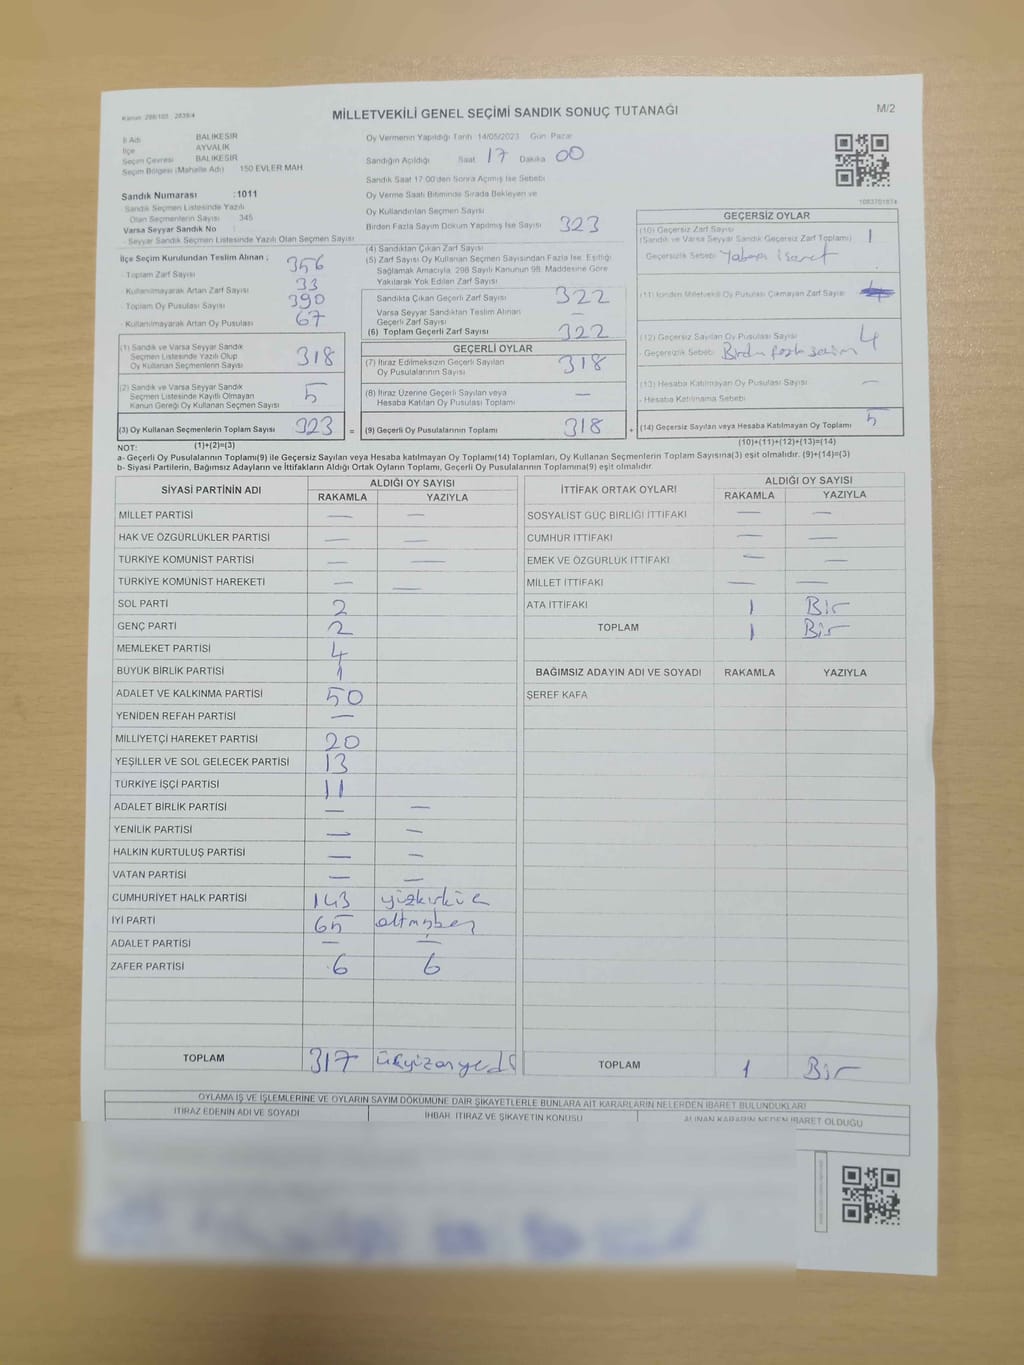 Kanun: 298/105 2839/4
MİLLETVEKİLİ GENEL SEÇİMİ SANDIK SONUÇ TUTANAĞI
M/2
İl Adı BALIKESİR
İlçe AYVALIK
Seçim Çevresi BALIKESİR
Seçim Bölgesi (Mahalle Adı) 150 EVLER MAH.
Sandık Numarası :1011
Sandık Seçmen Listesinde Yazılı
Olan Seçmenlerin Sayısı : 345
Varsa Seyyar Sandık No :
- Seyyar Sandık Seçmen Listesinde Yazılı Olan Seçmen Sayısı
İlçe Seçim Kurulundan Teslim Alınan ;
- Toplam Zarf Sayısı 356
- Kullanılmayarak Artan Zarf Sayısı 33
- Toplam Oy Pusulası Sayısı 390
- Kullanılmayarak Artan Oy Pusulası 67
(1) Sandık ve Varsa Seyyar Sandık
Seçmen Listesinde Yazılı Olup
Oy Kullanan Seçmenlerin Sayısı 318
(2) Sandık ve Varsa Seyyar Sandık
Seçmen Listesinde Kayıtlı Olmayan
Kanun Gereği Oy Kullanan Seçmen Sayısı 5
(3) Oy Kullanan Seçmenlerin Toplam Sayısı 323 =
(1)+(2)=(3)
Oy Vermenin Yapıldığı Tarih 14/05/2023 Gün Pazar
Sandığın Açıldığı Saat 17 Dakika 00
Sandık Saat 17.00'den Sonra Açılmış İse Sebebi
Oy Verme Saati Bitiminde Sırada Bekleyen ve
Oy Kullandırılan Seçmen Sayısı
Birden Fazla Sayım Döküm Yapılmış İse Sayısı 323
(4) Sandıktan Çıkan Zarf Sayısı
(5) Zarf Sayısı Oy Kullanan Seçmen Sayısından Fazla İse, Eşitliği
Sağlamak Amacıyla, 298 Sayılı Kanunun 98. Maddesine Göre
Yakılarak Yok Edilen Zarf Sayısı
Sandıkta Çıkan Geçerli Zarf Sayısı 322
Varsa Seyyar Sandıktan Teslim Alınan
Geçerli Zarf Sayısı —
(6) Toplam Geçerli Zarf Sayısı 322
GEÇERLİ OYLAR
(7) İtiraz Edilmeksizin Geçerli Sayılan
Oy Pusulalarının Sayısı 318
(8) İtiraz Üzerine Geçerli Sayılan veya
Hesaba Katılan Oy Pusulası Toplamı —
(9) Geçerli Oy Pusulalarının Toplamı 318 +
1083701874
GEÇERSİZ OYLAR
(10) Geçersiz Zarf Sayısı
(Sandık ve Varsa Seyyar Sandık Geçersiz Zarf Toplamı) 1
Geçersizlik Sebebi Yabancı işaret
(11) İçinden Milletvekili Oy Pusulası Çıkmayan Zarf Sayısı
(12) Geçersiz Sayılan Oy Pusulası Sayısı 4
- Geçersizlik Sebebi Birden fazla seçim
(13) Hesaba Katılmayan Oy Pusulası Sayısı —
- Hesaba Katılmama Sebebi
(14) Geçersiz Sayılan veya Hesaba Katılmayan Oy Toplamı 5
(10)+(11)+(12)+(13)=(14)
NOT:
a- Geçerli Oy Pusulalarının Toplamı(9) ile Geçersiz Sayılan veya Hesaba katılmayan Oy Toplamı(14) Toplamları, Oy Kullanan Seçmenlerin Toplam Sayısına(3) eşit olmalıdır. (9)+(14)=(3)
b- Siyasi Partilerin, Bağımsız Adayların ve İttifakların Aldığı Ortak Oyların Toplamı, Geçerli Oy Pusulalarının Toplamına(9) eşit olmalıdır.
SİYASİ PARTİNİN ADI ALDIĞI OY SAYISI
RAKAMLA YAZIYLA
MİLLET PARTİSİ — —
HAK VE ÖZGÜRLÜKLER PARTİSİ — —
TÜRKİYE KOMÜNİST PARTİSİ — —
TÜRKİYE KOMÜNİST HAREKETİ — —
SOL PARTİ 2
GENÇ PARTİ 2
MEMLEKET PARTİSİ 4
BÜYÜK BİRLİK PARTİSİ 1
ADALET VE KALKINMA PARTİSİ 50
YENİDEN REFAH PARTİSİ —
MİLLİYETÇİ HAREKET PARTİSİ 20
YEŞİLLER VE SOL GELECEK PARTİSİ 13
TÜRKİYE İŞÇİ PARTİSİ 11
ADALET BİRLİK PARTİSİ — —
YENİLİK PARTİSİ — —
HALKIN KURTULUŞ PARTİSİ — —
VATAN PARTİSİ — —
CUMHURİYET HALK PARTİSİ 143 yüzkırküç
İYİ PARTİ 65 altmışbeş
ADALET PARTİSİ — —
ZAFER PARTİSİ 6 6
TOPLAM 317 üçyüzonyedi
İTTİFAK ORTAK OYLARI ALDIĞI OY SAYISI
RAKAMLA YAZIYLA
SOSYALİST GÜÇ BİRLİĞİ İTTİFAKI — —
CUMHUR İTTİFAKI — —
EMEK VE ÖZGÜRLÜK İTTİFAKI — —
MİLLET İTTİFAKI — —
ATA İTTİFAKI 1 Bir
TOPLAM 1 Bir
BAĞIMSIZ ADAYIN ADI VE SOYADI RAKAMLA YAZIYLA
ŞEREF KAFA
TOPLAM 1 Bir
OYLAMA İŞ VE İŞLEMLERİNE VE OYLARIN SAYIM DÖKÜMÜNE DAİR ŞİKAYETLERLE BUNLARA AİT KARARLARIN NELERDEN İBARET BULUNDUKLARI
İTİRAZ EDENİN ADI VE SOYADI İHBAR, İTİRAZ VE ŞİKAYETİN KONUSU ALINAN KARARIN NEDEN İBARET OLDUĞU